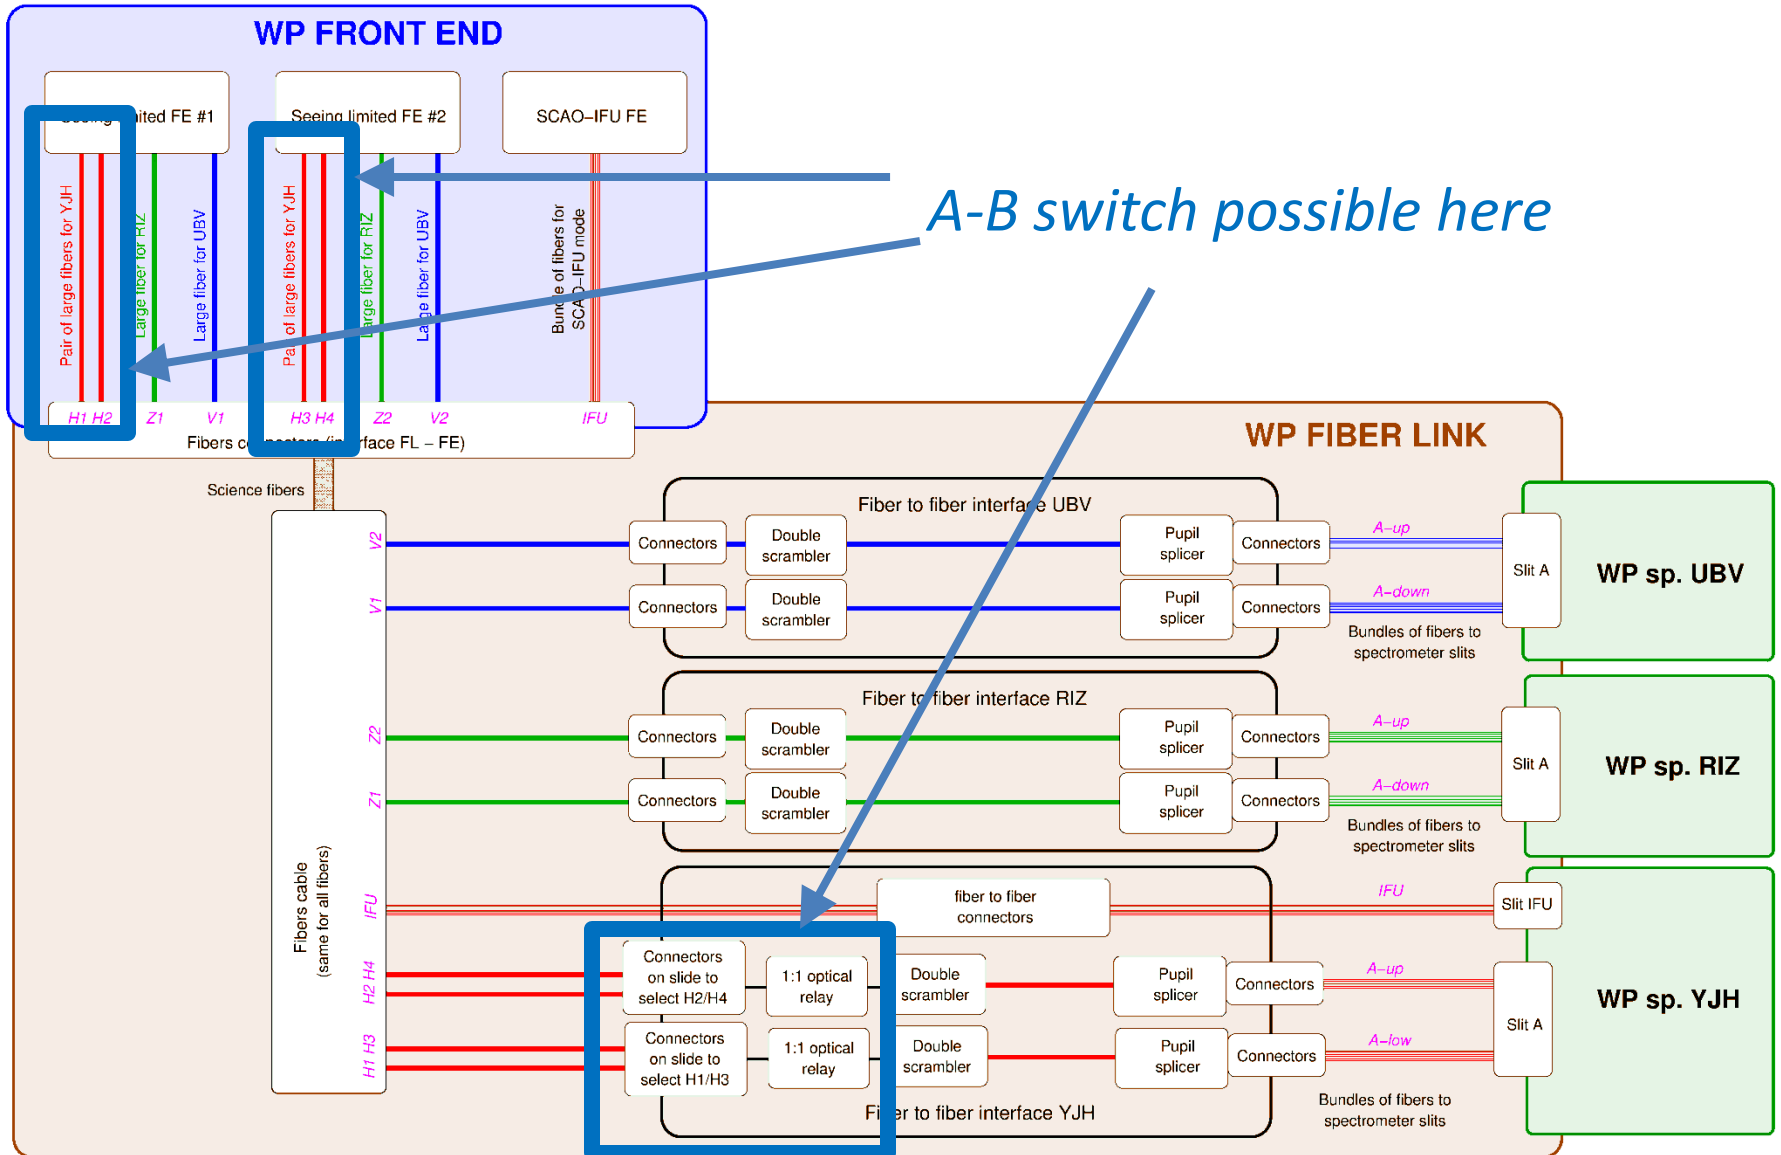 WP FRONT END
Seeing limited FE #1
Seeing limited FE #2
SCAO–IFU FE
Pair of large fibers for YJH
Large fiber for RIZ
Large fiber for UBV
Pair of large fibers for YJH
Large fiber for RIZ
Large fiber for UBV
Bundle of fibers for
SCAO–IFU mode
A-B switch possible here
H1 H2 Z1 V1 H3 H4 Z2 V2 IFU
Fibers connectors (interface FL – FE)
WP FIBER LINK
Science fibers
Fibers cable
(same for all fibers)
V2
V1
Z2
Z1
IFU
H2 H4
H1 H3
Fiber to fiber interface UBV
Connectors
Double
scrambler
Pupil
splicer
Connectors
A–up
Connectors
Double
scrambler
Pupil
splicer
Connectors
A–down
Bundles of fibers to
spectrometer slits
Slit A
WP sp. UBV
Fiber to fiber interface RIZ
Connectors
Double
scrambler
Pupil
splicer
Connectors
A–up
Connectors
Double
scrambler
Pupil
splicer
Connectors
A–down
Bundles of fibers to
spectrometer slits
Slit A
WP sp. RIZ
fiber to fiber
connectors
IFU
Slit IFU
Connectors
on slide to
select H2/H4
1:1 optical
relay
Double
scrambler
Pupil
splicer
Connectors
A–up
Connectors
on slide to
select H1/H3
1:1 optical
relay
Double
scrambler
Pupil
splicer
Connectors
A–low
Slit A
WP sp. YJH
Fiber to fiber interface YJH
Bundles of fibers to
spectrometer slits